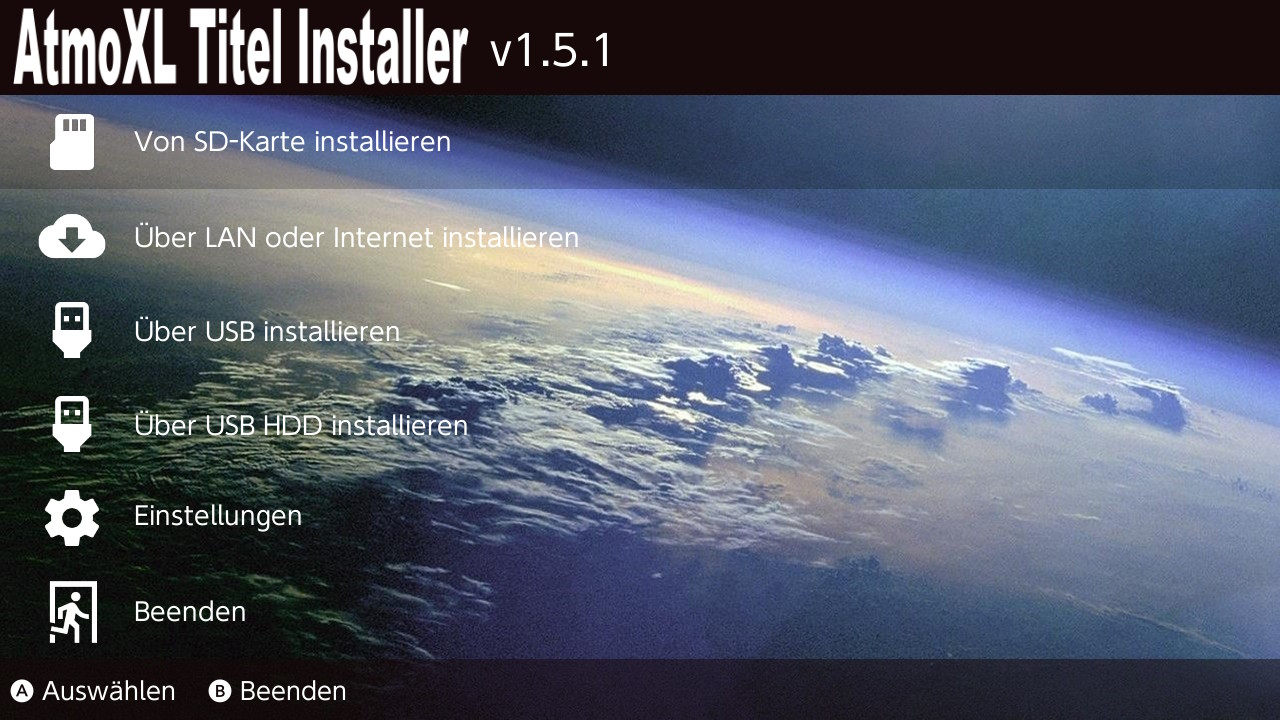 AtmoXL Titel Installer v1.5.1
Von SD-Karte installieren
Über LAN oder Internet installieren
Über USB installieren
Über USB HDD installieren
Einstellungen
Beenden
A Auswählen B Beenden